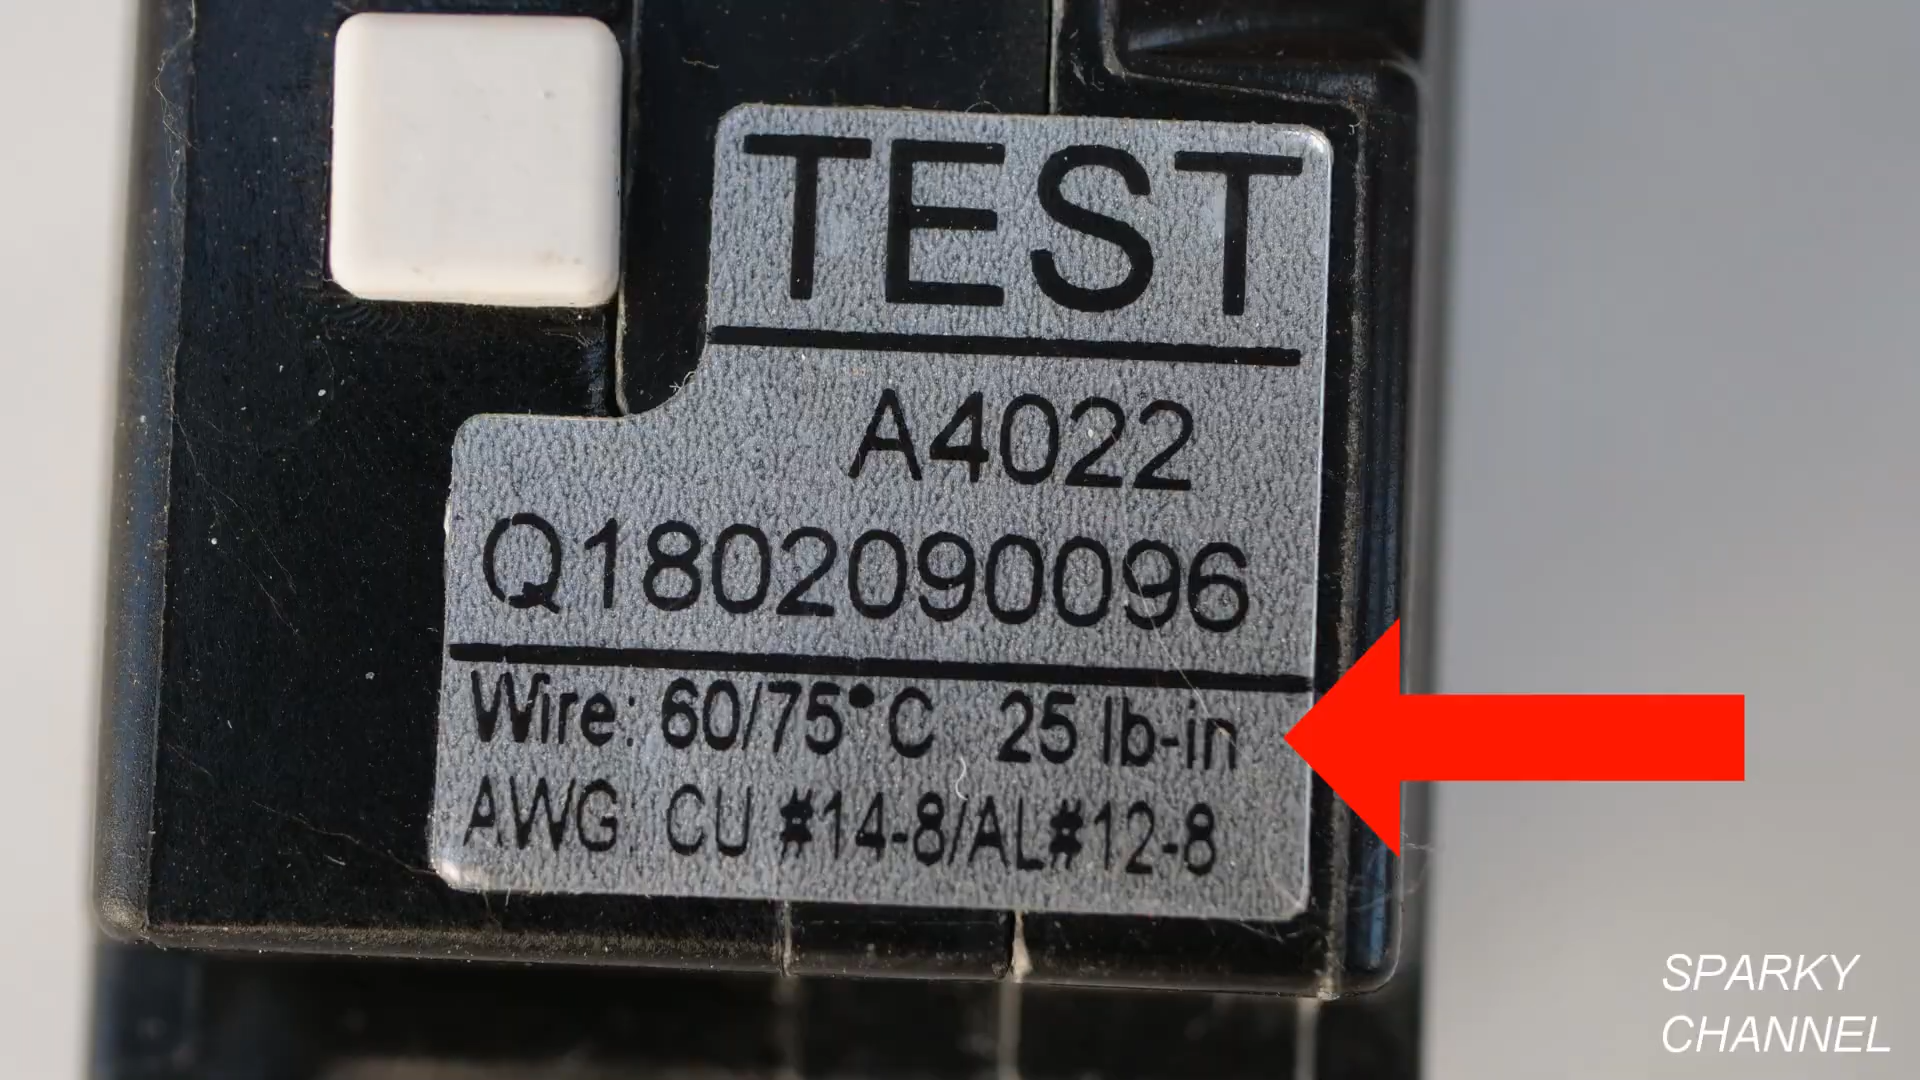 TEST
A4022
Q1802090096
Wire: 60/75°C 25 lb-in
AWG: CU #14-8/AL#12-8
SPARKY
CHANNEL